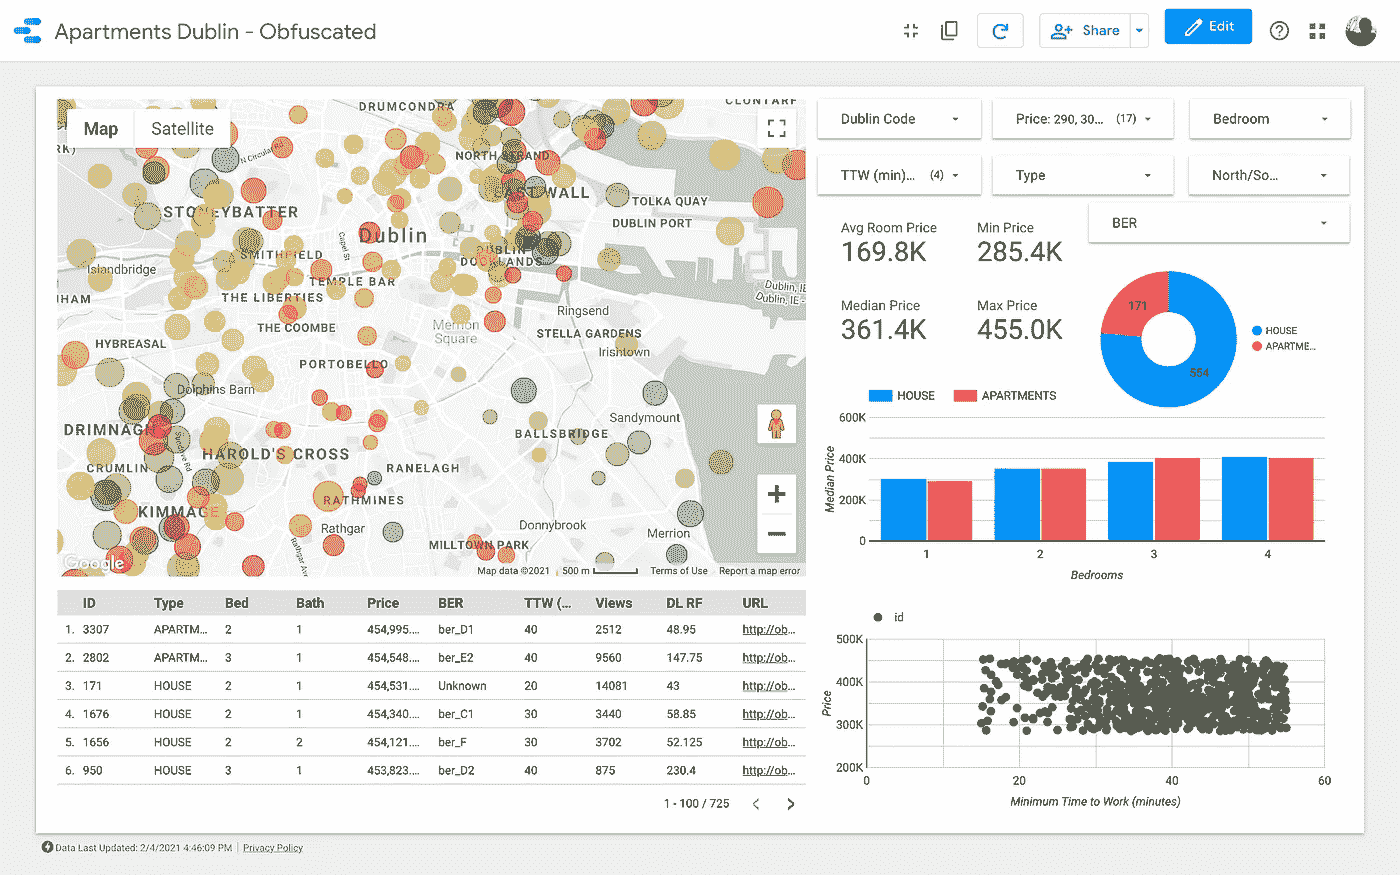 Apartments Dublin - Obfuscated
Share
Edit
Map
Satellite
DRUMCONDRA
CLONTARF
RK)
N Circular Rd
NORTH STRAND
EAST WALL
STONEYBATTER
TOLKA QUAY
DUBLIN PORT
Dublin
Capel St
SMITHFIELD
DUBLIN
DOCKLANDS
Islandbridge
TEMPLE BAR
Dublin, IE
Dublin, IE -
HAM
THE LIBERTIES
THE COOMBE
Merrion
Square
Ringsend
STELLA GARDENS
Irishtown
HYBREASAL
PORTOBELLO
Dolphins Barn
Sandymount
DRIMNAGH
BALLSBRIDGE
HAROLD'S CROSS
CRUMLIN
RANELAGH
RATHMINES
KIMMAGE
Rathgar
Donnybrook
Merrion
MILLTOWN PARK
Rathgar Ave
Google
Map data ©2021
500 m
Terms of Use
Report a map error
Dublin Code
Price: 290, 30... (17)
Bedroom
TTW (min)... (4)
Type
North/So...
BER
Avg Room Price
169.8K
Min Price
285.4K
Median Price
361.4K
Max Price
455.0K
171
554
HOUSE
APARTME...
HOUSE
APARTMENTS
600K
400K
200K
0
Median Price
1 2 3 4
Bedrooms
ID Type Bed Bath Price BER TTW (... Views DL RF URL
1. 3307 APARTM... 2 1 454,995.... ber_D1 40 2512 48.95 http://ob...
2. 2802 APARTM... 3 1 454,548.... ber_E2 40 9560 147.75 http://ob...
3. 171 HOUSE 2 1 454,531.... Unknown 20 14081 43 http://ob...
4. 1676 HOUSE 2 1 454,340.... ber_C1 30 3440 58.85 http://ob...
5. 1656 HOUSE 2 2 454,121.... ber_F 30 3702 52.125 http://ob...
6. 950 HOUSE 3 1 453,823.... ber_D2 40 875 230.4 http://ob...
1 - 100 / 725
id
500K
400K
300K
200K
Price
0 20 40 60
Minimum Time to Work (minutes)
Data Last Updated: 2/4/2021 4:46:09 PM
Privacy Policy